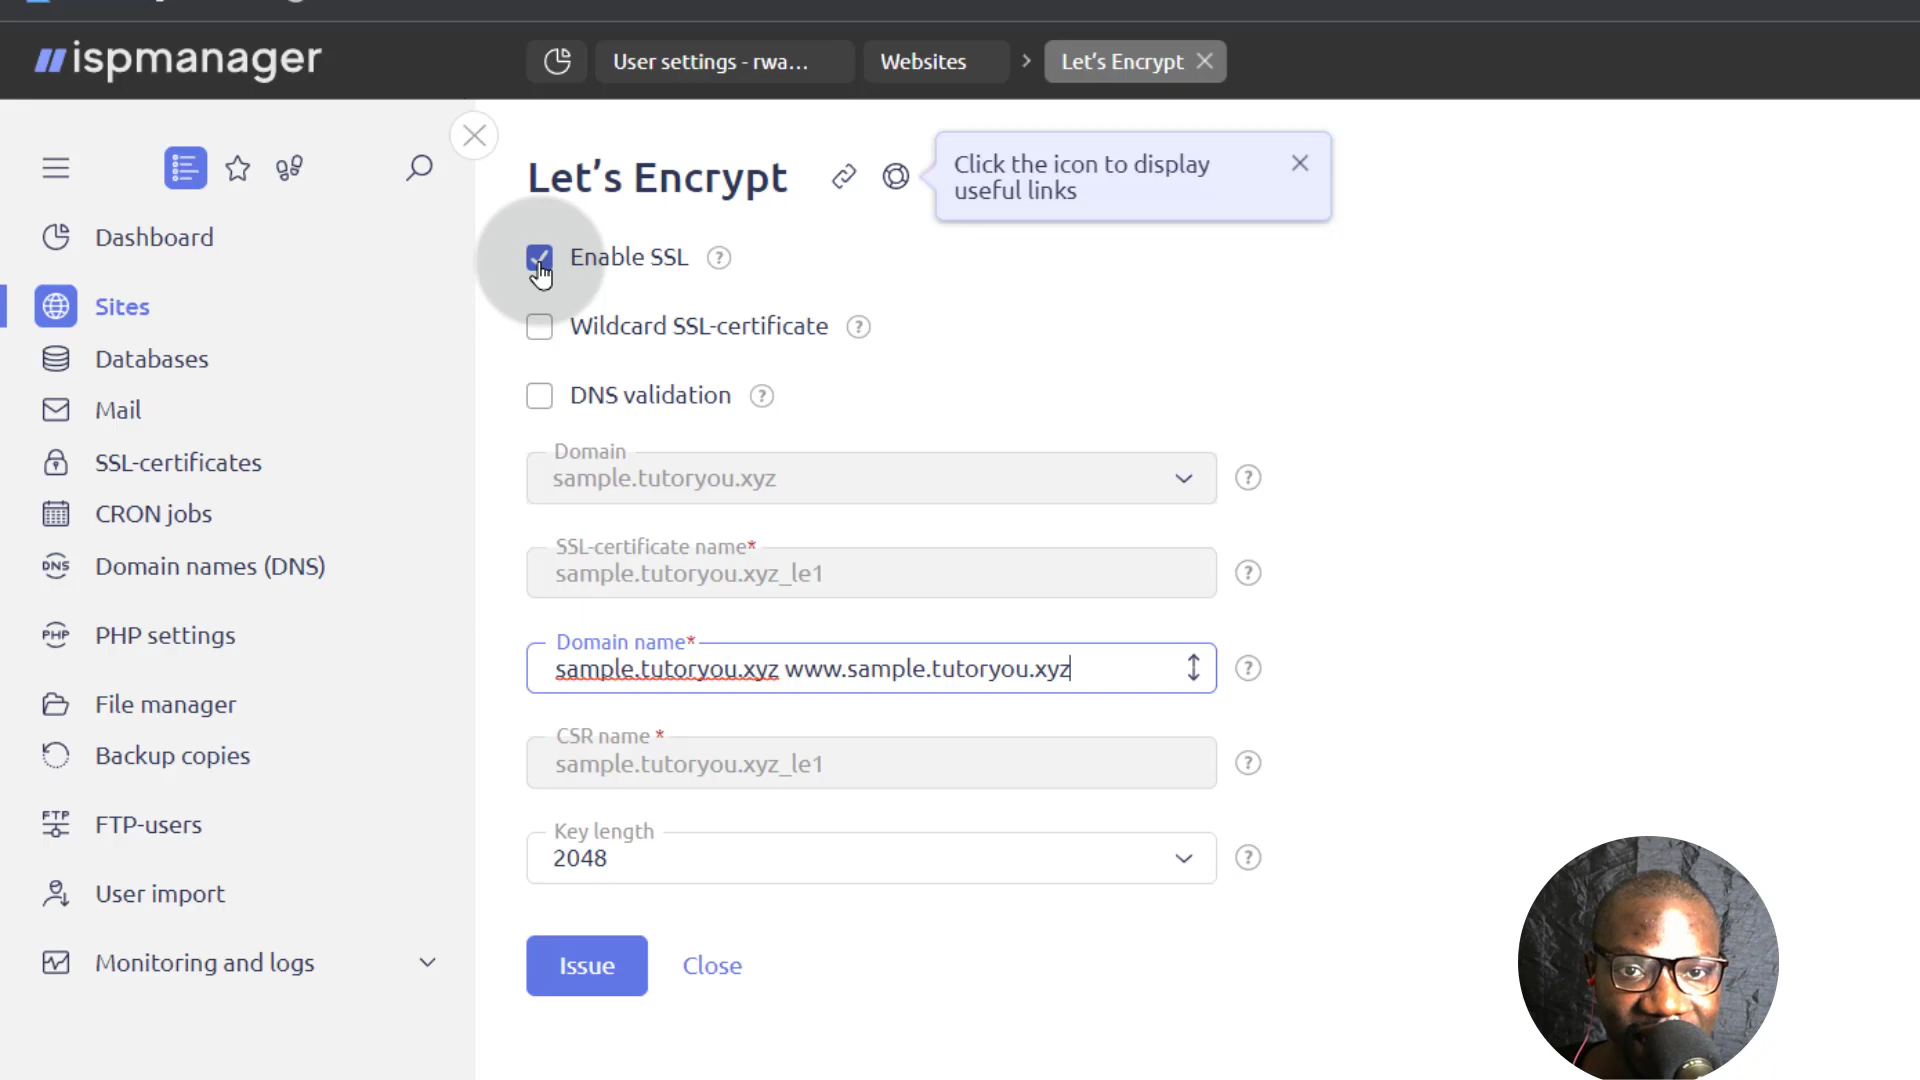 ispmanager
User settings - rwa...
Websites
Let's Encrypt
Let's Encrypt
Click the icon to display
useful links
Dashboard
Sites
Databases
Mail
SSL-certificates
CRON jobs
DNS
Domain names (DNS)
PHP
PHP settings
File manager
Backup copies
FTP
FTP-users
User import
Monitoring and logs
Enable SSL ?
Wildcard SSL-certificate ?
DNS validation ?
Domain
sample.tutoryou.xyz
?
SSL-certificate name*
sample.tutoryou.xyz_le1
?
Domain name*
sample.tutoryou.xyz www.sample.tutoryou.xyz
?
CSR name *
sample.tutoryou.xyz_le1
?
Key length
2048
?
Issue
Close